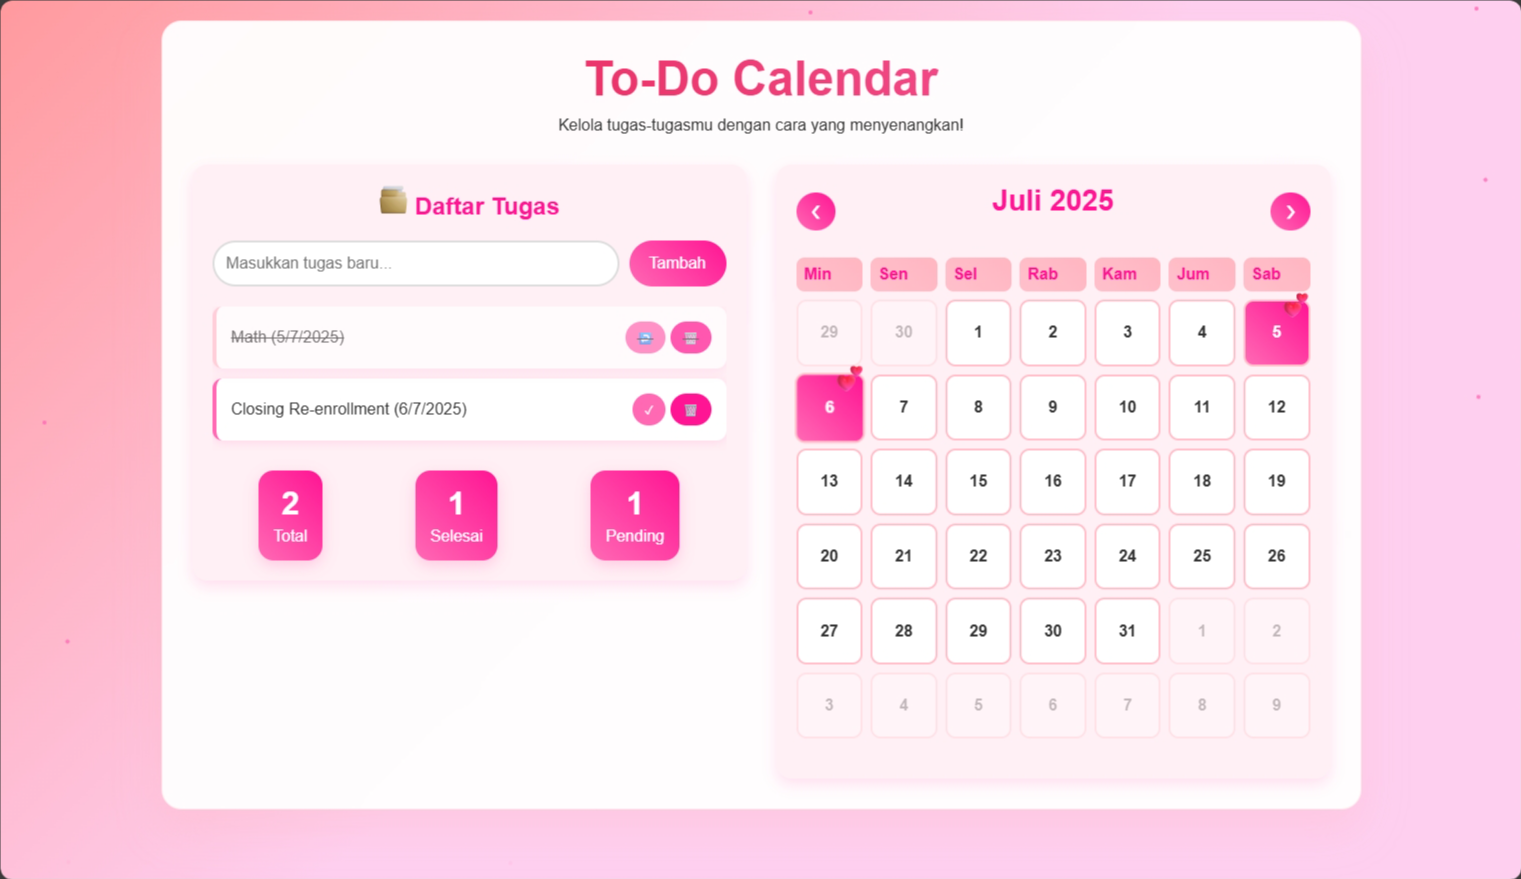 To-Do Calendar
Kelola tugas-tugasmu dengan cara yang menyenangkan!
Daftar Tugas
Masukkan tugas baru...
Tambah
Math (5/7/2025)
Closing Re-enrollment (6/7/2025)
2
Total
1
Selesai
1
Pending
Juli 2025
Min Sen Sel Rab Kam Jum Sab
29 30 1 2 3 4 5
6 7 8 9 10 11 12
13 14 15 16 17 18 19
20 21 22 23 24 25 26
27 28 29 30 31 1 2
3 4 5 6 7 8 9